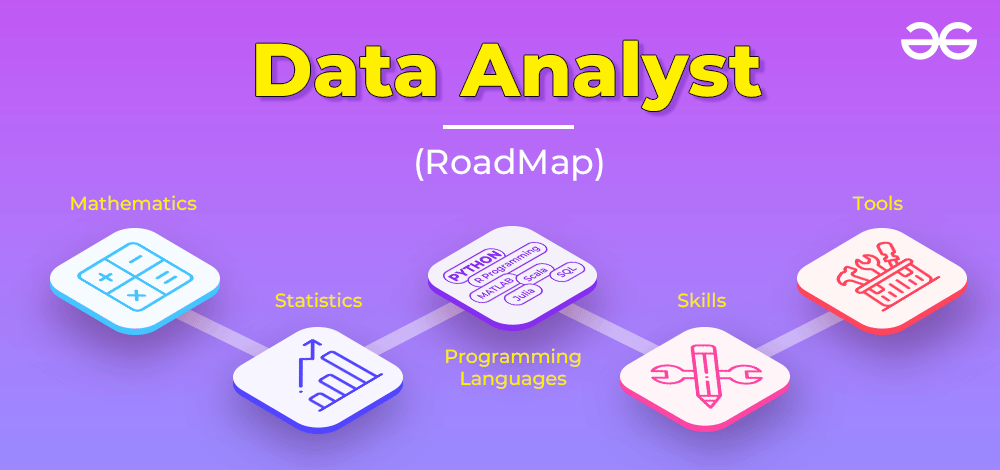 Data Analyst
(RoadMap)
Mathematics
Tools
Statistics
Skills
PYTHON
R Programming
MATLAB
Scala
SQL
Julia
Programming
Languages